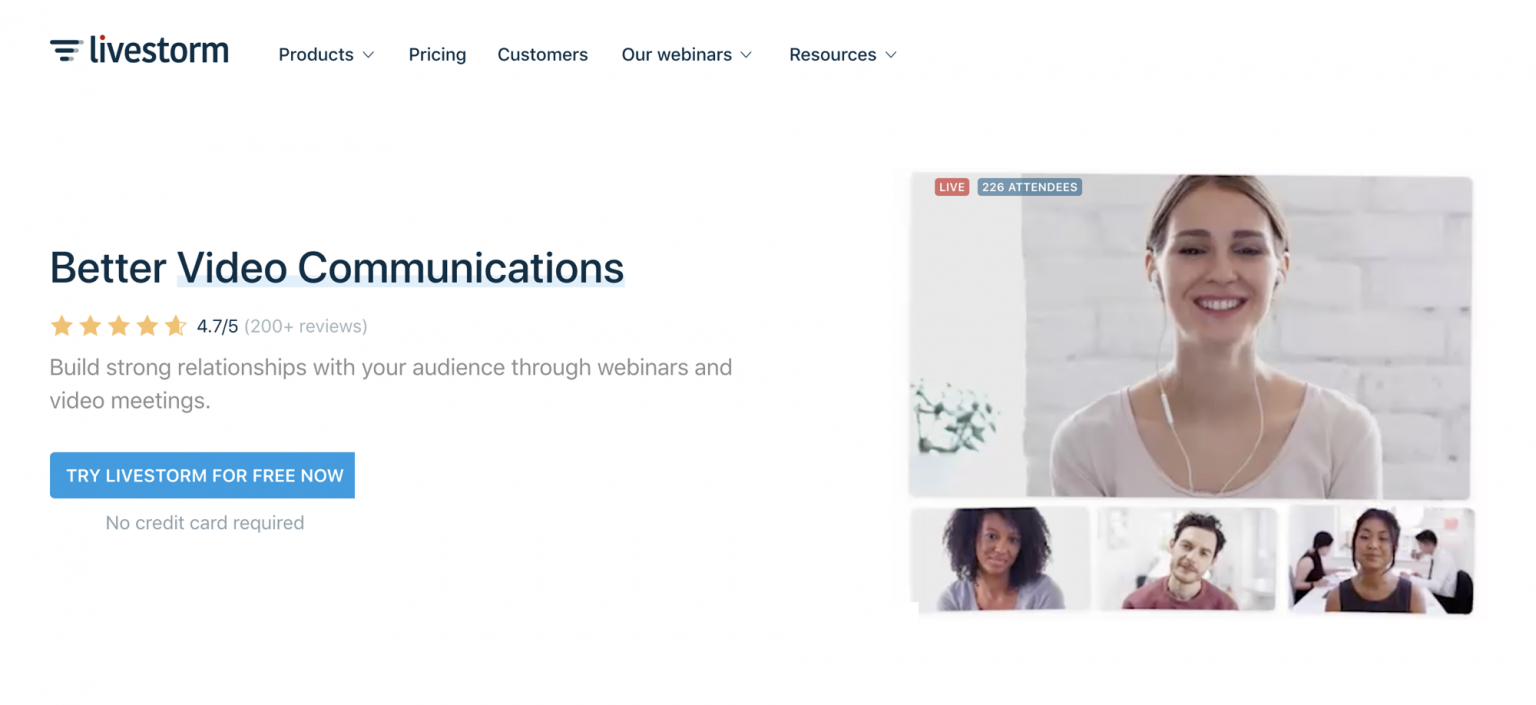 livestorm
Products
Pricing
Customers
Our webinars
Resources
LIVE
226 ATTENDEES
Better Video Communications
4.7/5 (200+ reviews)
Build strong relationships with your audience through webinars and
video meetings.
TRY LIVESTORM FOR FREE NOW
No credit card required